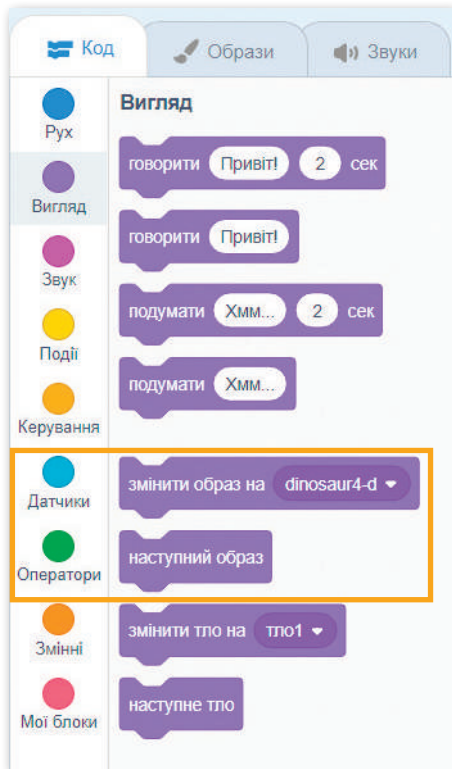 Код Образи Звуки
Рух
Вигляд
Звук
Події
Керування
Датчики
Оператори
Змінні
Мої блоки
Вигляд
говорити Привіт! 2 сек
говорити Привіт!
подумати Хмм... 2 сек
подумати Хмм...
змінити образ на dinosaur4-d
наступний образ
змінити тло на тло1
наступне тло